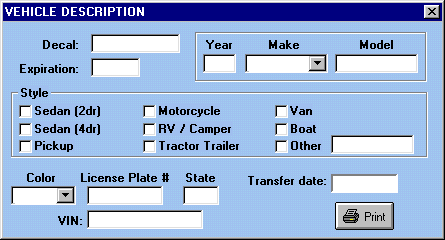 VEHICLE DESCRIPTION
Decal:
Expiration:
Year Make Model
Style
Sedan (2dr) Motorcycle Van
Sedan (4dr) RV / Camper Boat
Pickup Tractor Trailer Other
Color License Plate # State Transfer date:
VIN: Print